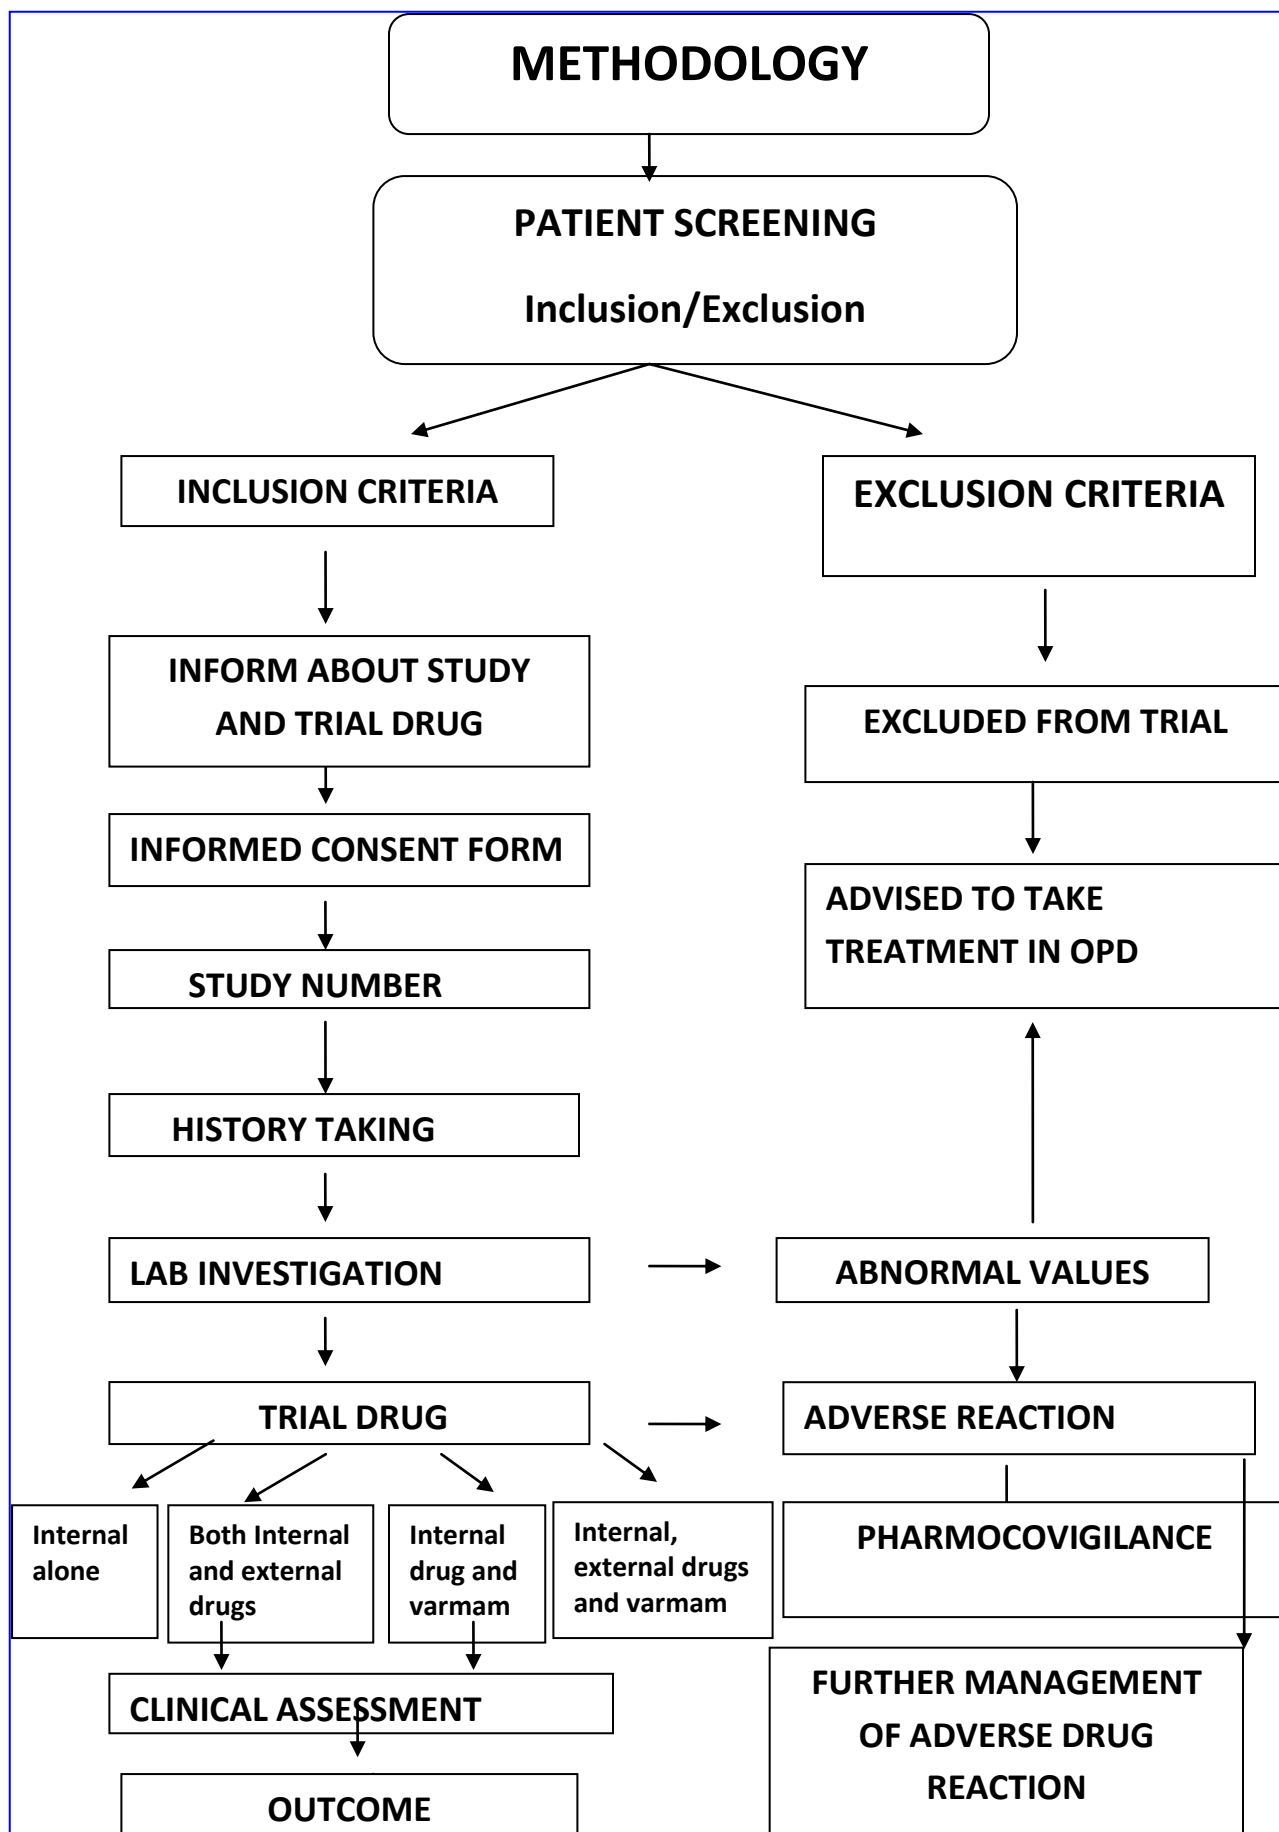 METHODOLOGY
PATIENT SCREENING
Inclusion/Exclusion
INCLUSION CRITERIA
EXCLUSION CRITERIA
INFORM ABOUT STUDY
AND TRIAL DRUG
EXCLUDED FROM TRIAL
INFORMED CONSENT FORM
ADVISED TO TAKE
TREATMENT IN OPD
STUDY NUMBER
HISTORY TAKING
LAB INVESTIGATION
ABNORMAL VALUES
TRIAL DRUG
ADVERSE REACTION
Internal
alone
Both Internal
and external
drugs
Internal
drug and
varmam
Internal,
external drugs
and varmam
PHARMOCOVIGILANCE
CLINICAL ASSESSMENT
FURTHER MANAGEMENT
OF ADVERSE DRUG
REACTION
OUTCOME